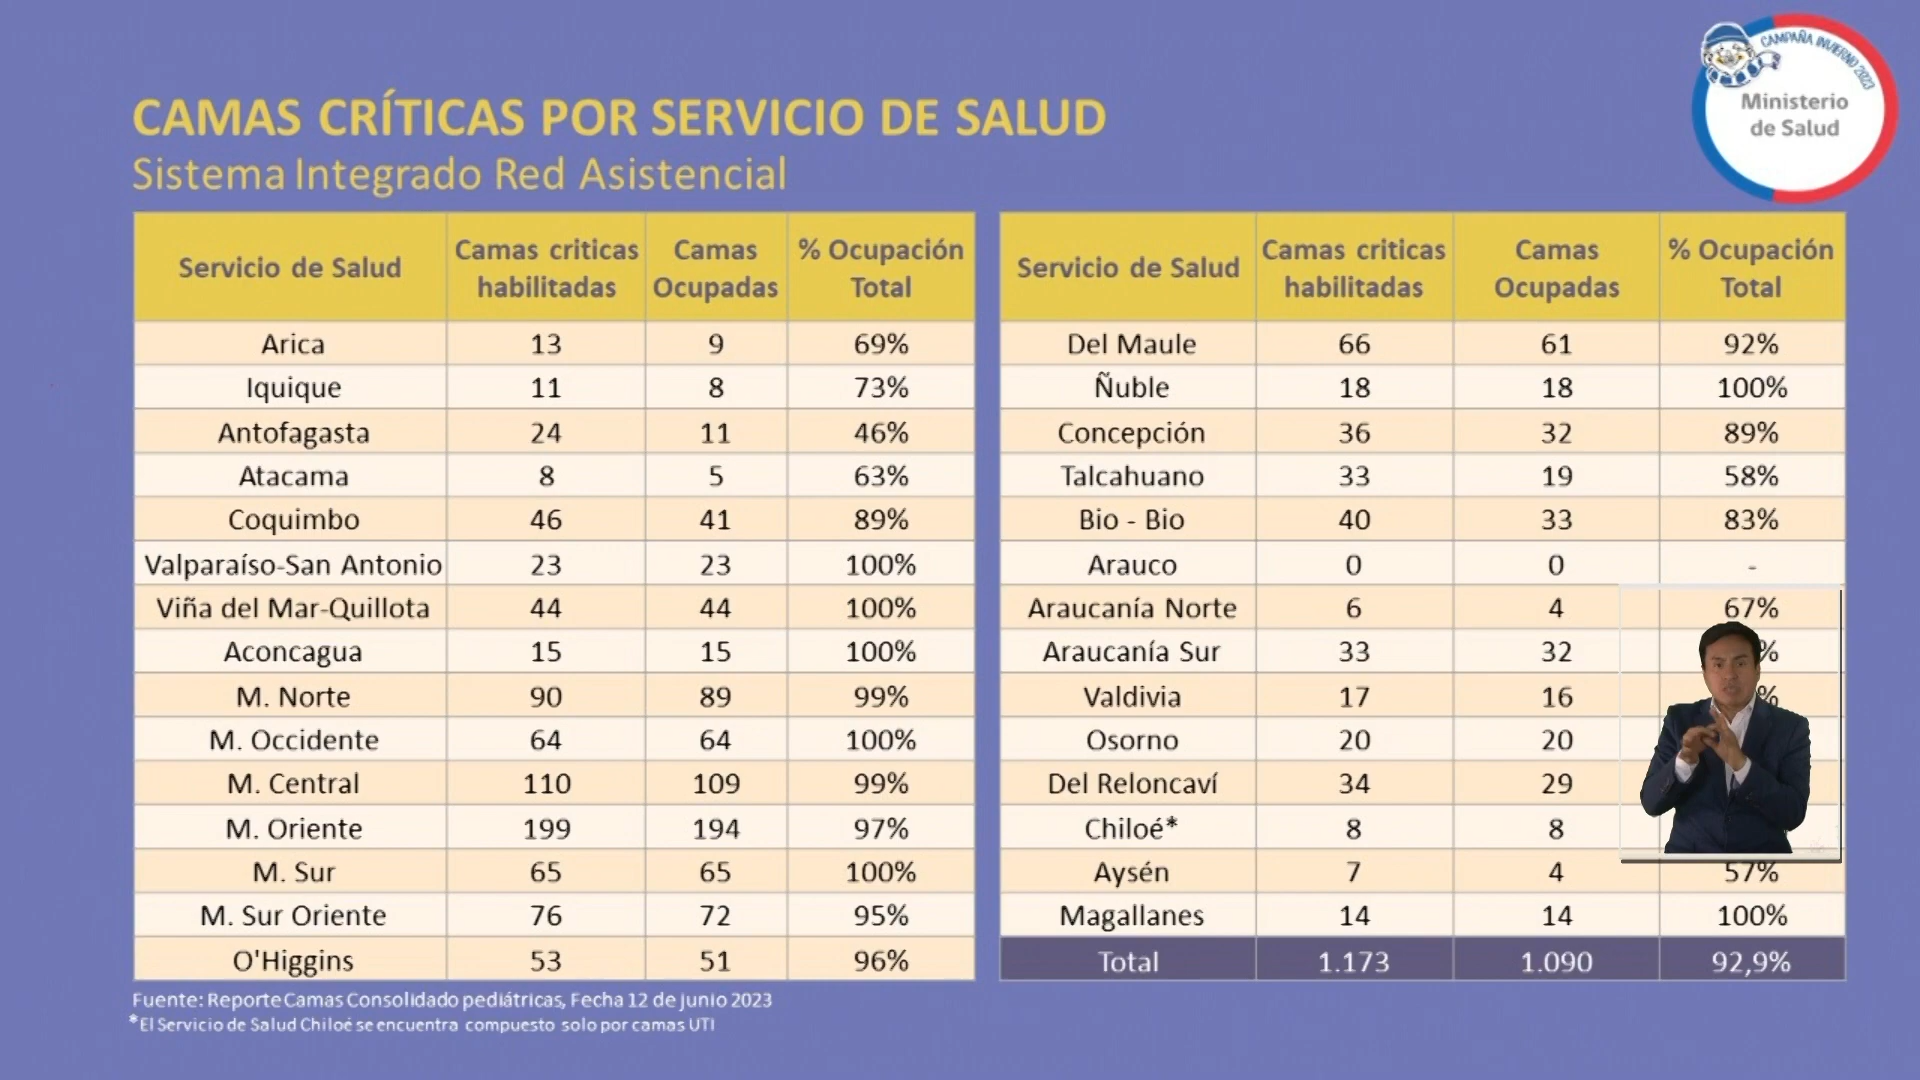 CAMPAÑA INVIERNO 2023
Ministerio
de Salud
CAMAS CRÍTICAS POR SERVICIO DE SALUD
Sistema Integrado Red Asistencial
Servicio de Salud Camas criticas habilitadas Camas Ocupadas % Ocupación Total
Arica 13 9 69%
Iquique 11 8 73%
Antofagasta 24 11 46%
Atacama 8 5 63%
Coquimbo 46 41 89%
Valparaíso-San Antonio 23 23 100%
Viña del Mar-Quillota 44 44 100%
Aconcagua 15 15 100%
M. Norte 90 89 99%
M. Occidente 64 64 100%
M. Central 110 109 99%
M. Oriente 199 194 97%
M. Sur 65 65 100%
M. Sur Oriente 76 72 95%
O'Higgins 53 51 96%
Servicio de Salud Camas criticas habilitadas Camas Ocupadas % Ocupación Total
Del Maule 66 61 92%
Ñuble 18 18 100%
Concepción 36 32 89%
Talcahuano 33 19 58%
Bio - Bio 40 33 83%
Arauco 0 0 -
Araucanía Norte 6 4 67%
Araucanía Sur 33 32 %
Valdivia 17 16 %
Osorno 20 20
Del Reloncaví 34 29
Chiloé* 8 8
Aysén 7 4 57%
Magallanes 14 14 100%
Total 1.173 1.090 92,9%
Fuente: Reporte Camas Consolidado pediátricas, Fecha 12 de junio 2023
*El Servicio de Salud Chiloé se encuentra compuesto solo por camas UTI